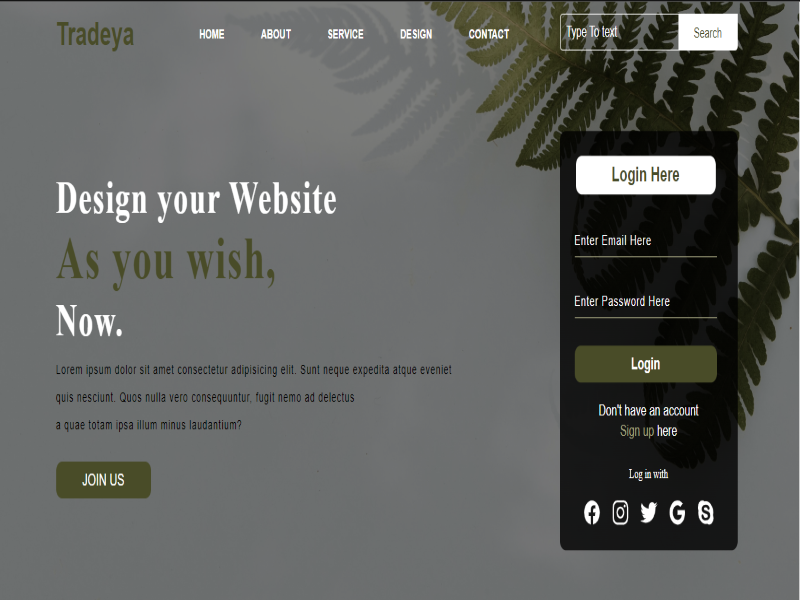 Tradeya
HOME ABOUT SERVICE DESIGN CONTACT
Type To text Search
Design your Website
As you wish,
Now.
Lorem ipsum dolor sit amet consectetur adipisicing elit. Sunt neque expedita atque eveniet
quis nesciunt. Quos nulla vero consequuntur, fugit nemo ad delectus
a quae totam ipsa illum minus laudantium?
JOIN US
Login Here
Enter Email Here
Enter Password Here
Login
Don't have an account
Sign up here
Log in with